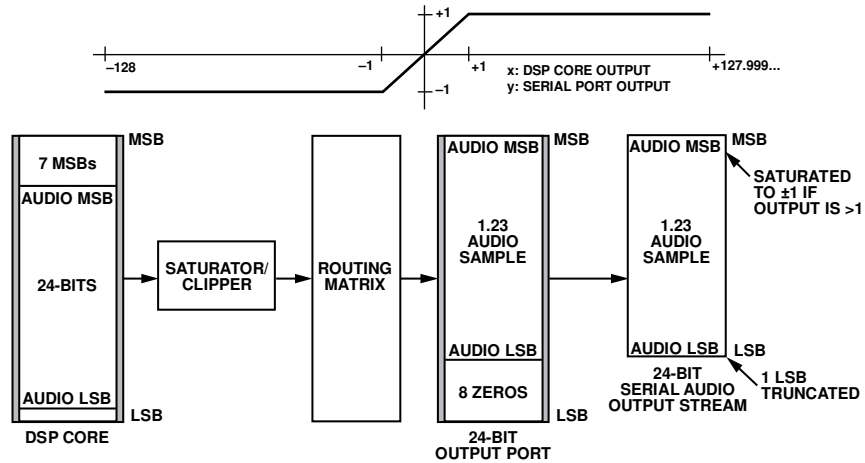 +1
–128
–1
+1
+127.999...
x: DSP CORE OUTPUT
y: SERIAL PORT OUTPUT
–1
MSB
7 MSBs
AUDIO MSB
24-BITS
AUDIO LSB
LSB
DSP CORE
SATURATOR/
CLIPPER
ROUTING
MATRIX
MSB
AUDIO MSB
1.23
AUDIO
SAMPLE
AUDIO LSB
8 ZEROS
LSB
24-BIT
OUTPUT PORT
MSB
AUDIO MSB
SATURATED
TO ±1 IF
OUTPUT IS >1
1.23
AUDIO
SAMPLE
AUDIO LSB
LSB
1 LSB
TRUNCATED
24-BIT
SERIAL AUDIO
OUTPUT STREAM